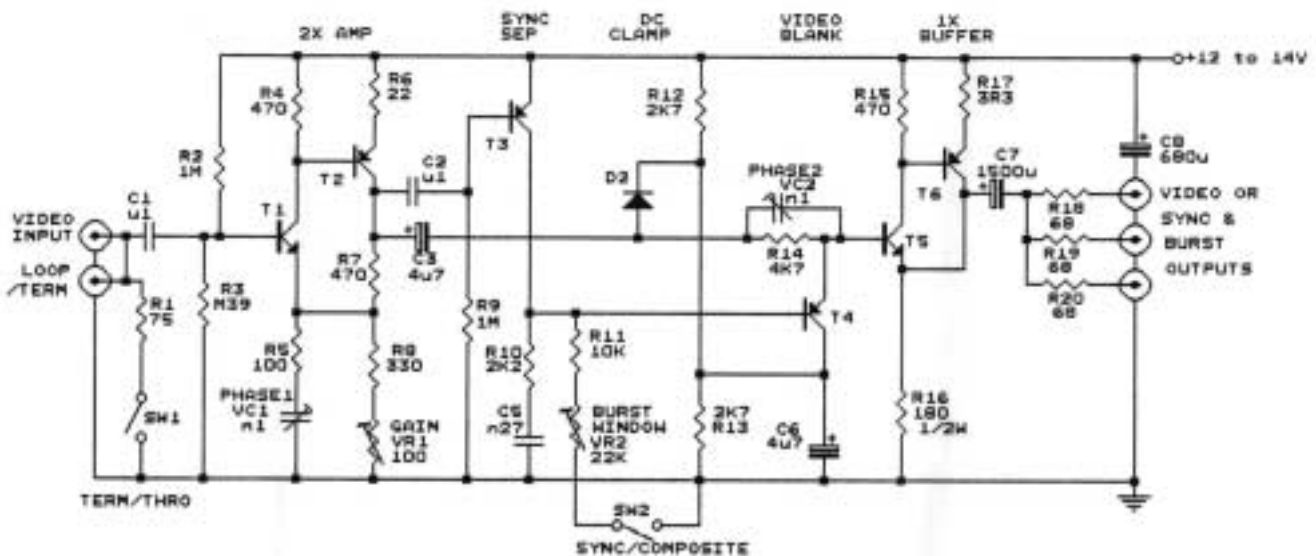 2X AMP
SYNC
SEP
DC
CLAMP
VIDEO
BLANK
1X
BUFFER
+12 to 14V
R4
470
R6
22
R12
2K7
R15
470
R17
3R3
R2
1M
T3
C8
680u
C1
u1
T2
C2
u1
D2
PHASE2
VC2
n1
C7
1500u
T6
VIDEO
INPUT
T1
R7
470
C3
4u7
R14
4K7
T5
R18
68
VIDEO OR
SYNC &
BURST
OUTPUTS
R19
68
R20
68
LOOP
/TERM
R1
75
R3
M39
R9
1M
T4
R5
100
R8
330
R10
2K2
R11
10K
PHASE1
VC1
n1
GAIN
VR1
100
C5
n27
BURST
WINDOW
VR2
22K
2K7
R13
C6
4u7
R16
180
1/2W
SW1
TERM/THRO
SW2
SYNC/COMPOSITE